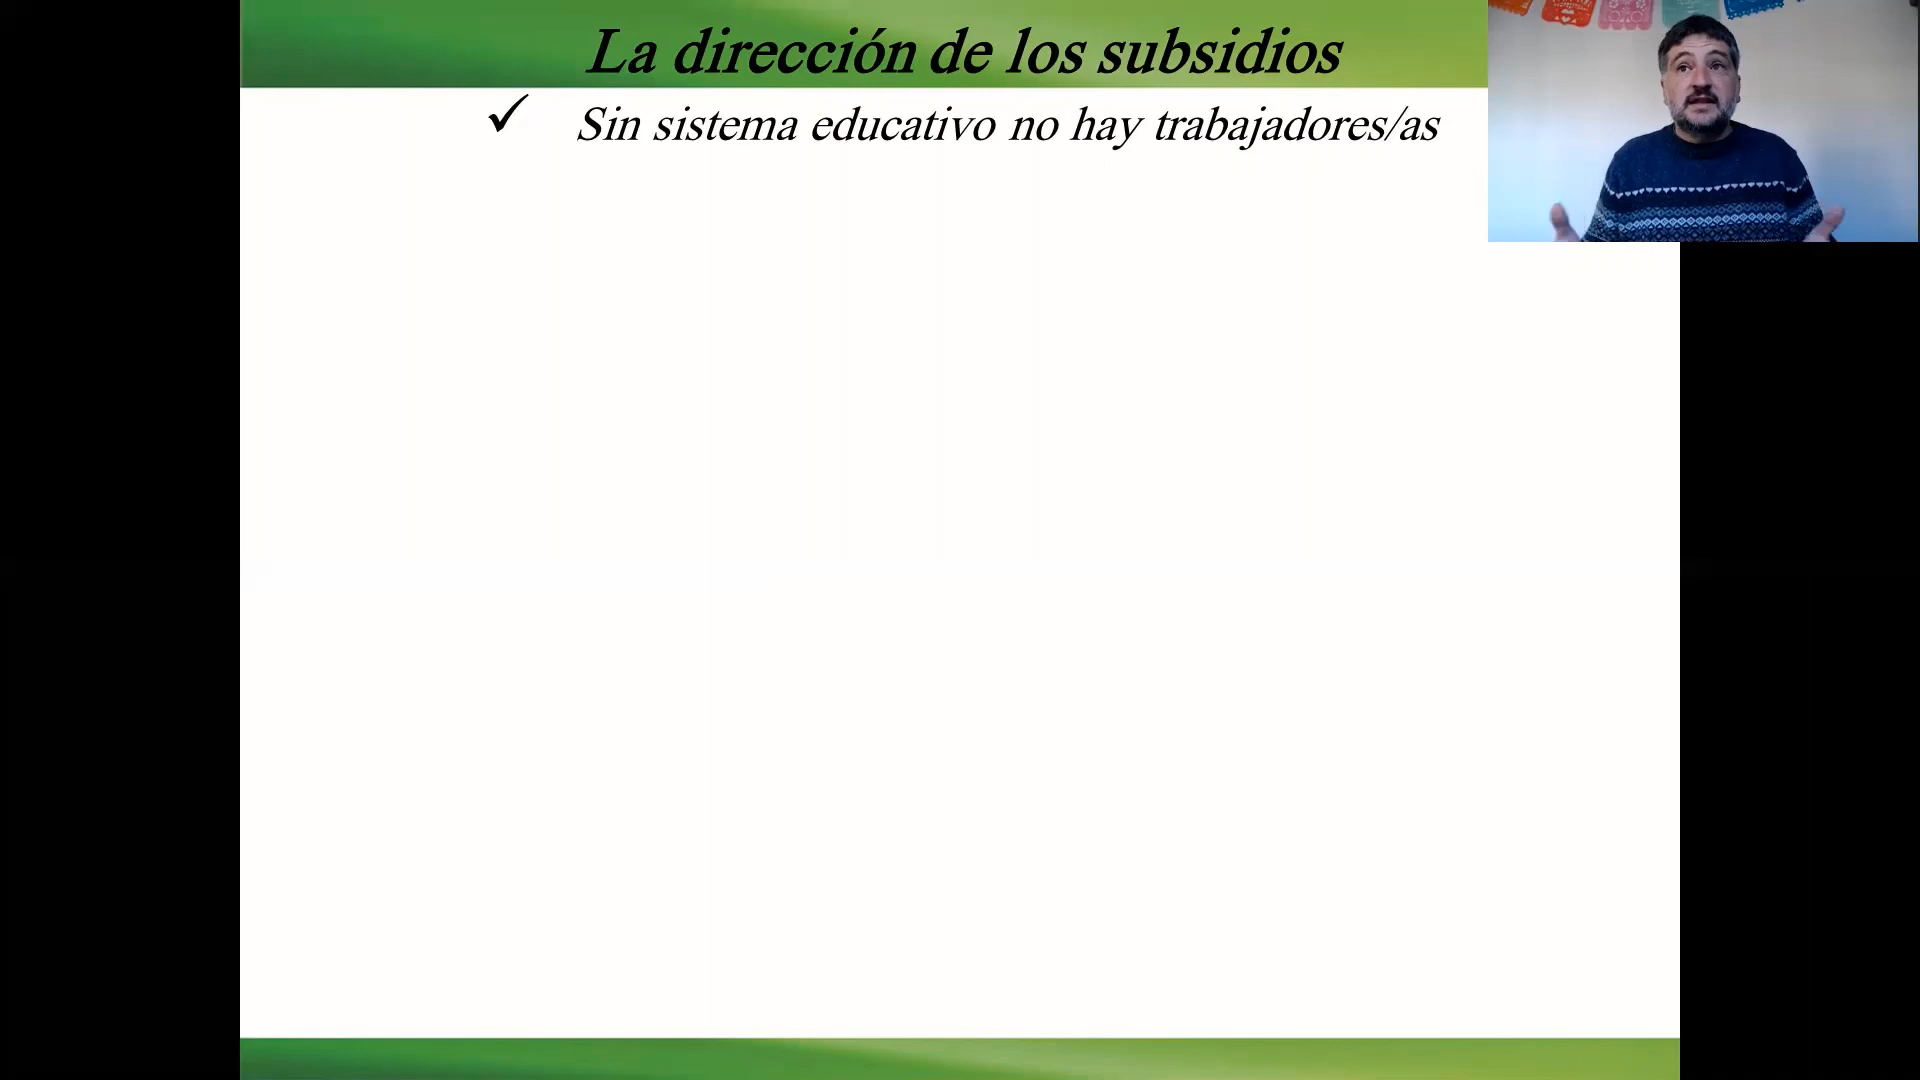 La dirección de los subsidios
✓ Sin sistema educativo no hay trabajadores/as